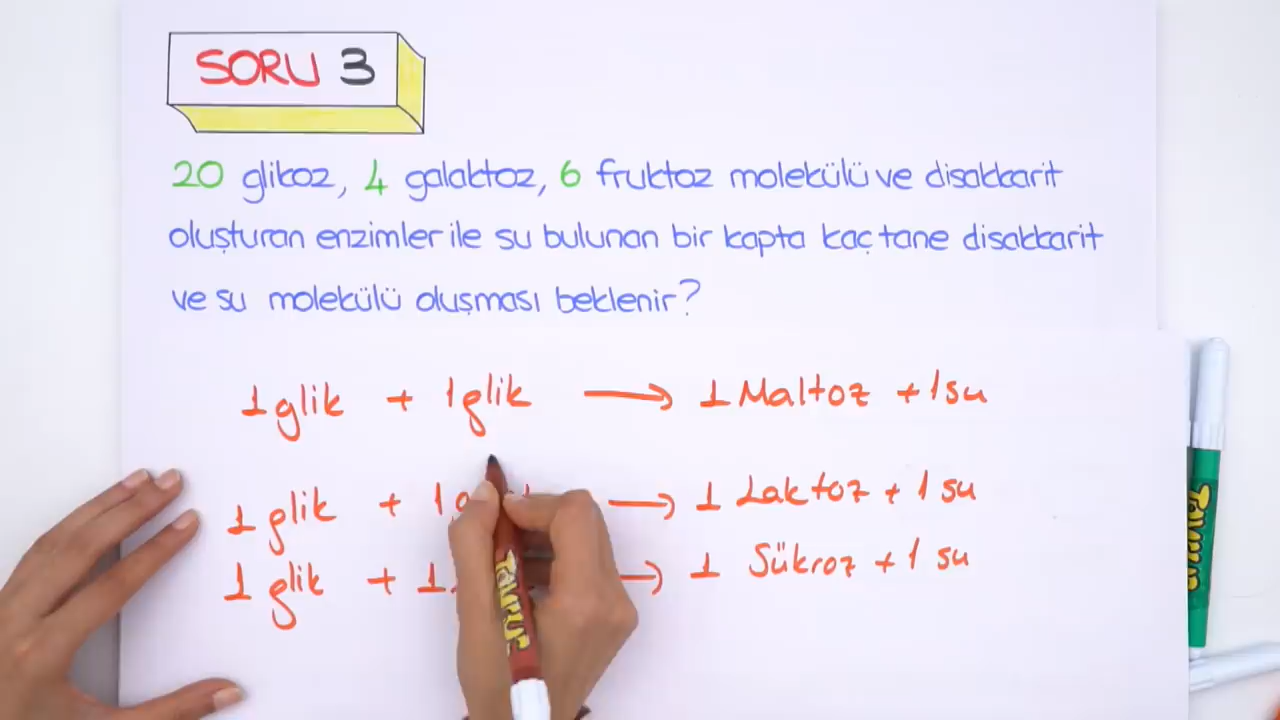 SORU 3
20 glikoz, 4 galaktoz, 6 fruktoz molekülü ve disakkarit
oluşturan enzimler ile su bulunan bir kapta kaç tane disakkarit
ve su molekülü oluşması beklenir?
1 glik + 1 glik → 1 Maltoz + 1 su
1 glik + 1 → 1 Laktoz + 1 su
1 glik + 1 → 1 Sükroz + 1 su